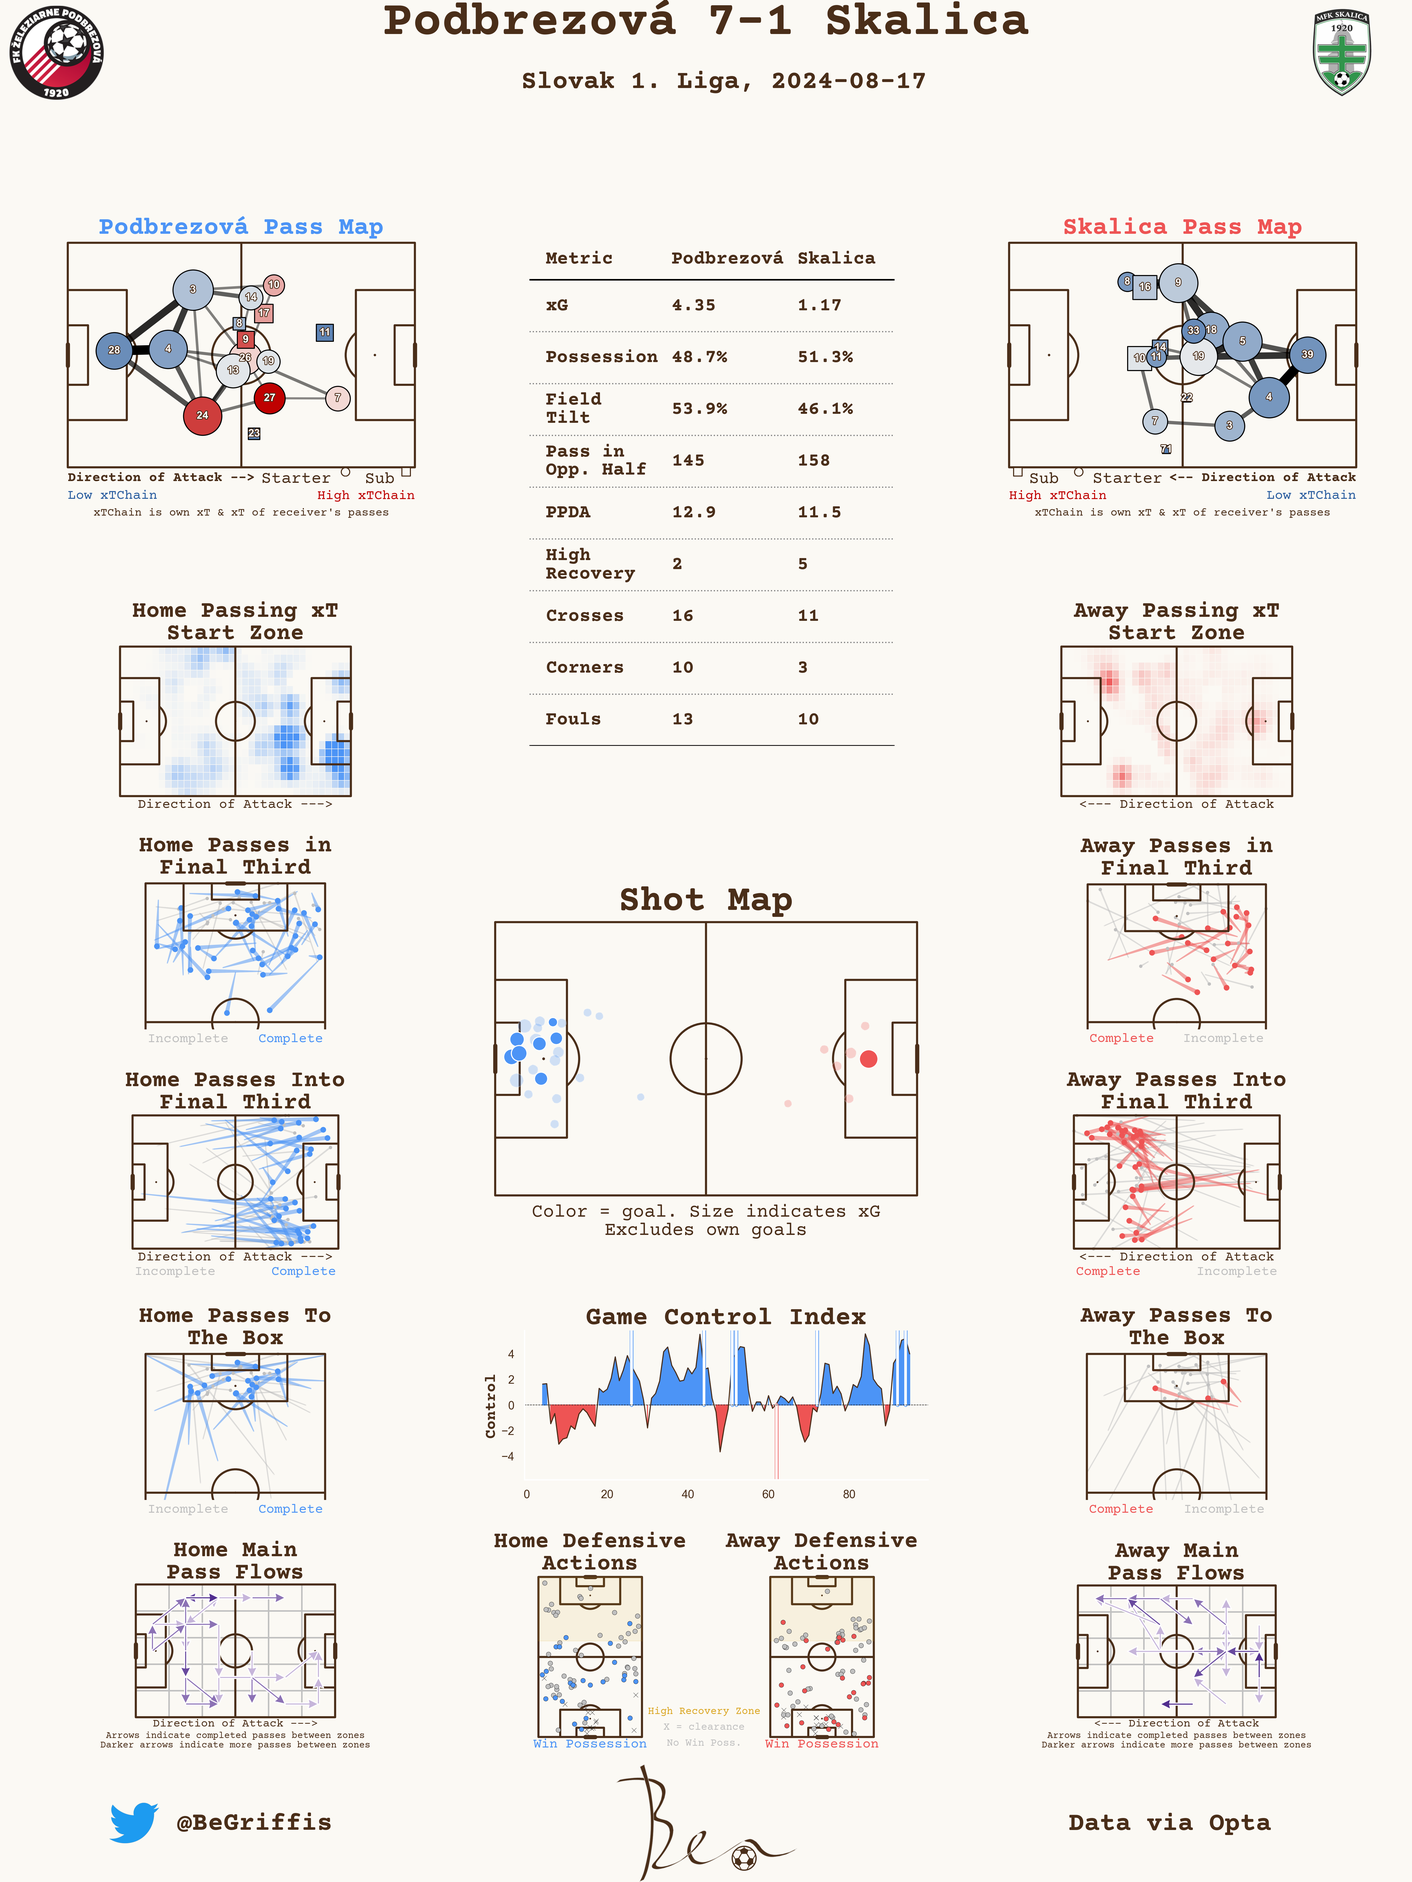 Podbrezová 7-1 Skalica
Slovak 1. Liga, 2024-08-17
FK ŽELEZIARNE PODBREZOVÁ
1920
MFK SKALICA
1920
Podbrezová Pass Map
3
10
14
17
8
9
11
28
4
26
19
13
27
7
24
23
Direction of Attack --> Starter Sub
Low xTChain High xTChain
xTChain is own xT & xT of receiver's passes
Metric Podbrezová Skalica
xG 4.35 1.17
Possession 48.7% 51.3%
Field
Tilt 53.9% 46.1%
Pass in
Opp. Half 145 158
PPDA 12.9 11.5
High
Recovery 2 5
Crosses 16 11
Corners 10 3
Fouls 13 10
Skalica Pass Map
8
16
9
33
18
5
14
10
11
19
39
22
4
7
3
71
Sub Starter <-- Direction of Attack
High xTChain Low xTChain
xTChain is own xT & xT of receiver's passes
Home Passing xT
Start Zone
Direction of Attack --->
Away Passing xT
Start Zone
<--- Direction of Attack
Home Passes in
Final Third
Incomplete Complete
Away Passes in
Final Third
Complete Incomplete
Shot Map
Color = goal. Size indicates xG
Excludes own goals
Home Passes Into
Final Third
Direction of Attack --->
Incomplete Complete
Away Passes Into
Final Third
<--- Direction of Attack
Complete Incomplete
Home Passes To
The Box
Incomplete Complete
Game Control Index
Control
4
2
0
−2
−4
0 20 40 60 80
Away Passes To
The Box
Complete Incomplete
Home Main
Pass Flows
Direction of Attack --->
Arrows indicate completed passes between zones
Darker arrows indicate more passes between zones
Home Defensive
Actions
Win Possession
High Recovery Zone
X = clearance
No Win Poss.
Away Defensive
Actions
Win Possession
Away Main
Pass Flows
<--- Direction of Attack
Arrows indicate completed passes between zones
Darker arrows indicate more passes between zones
@BeGriffis
Ben
Data via Opta